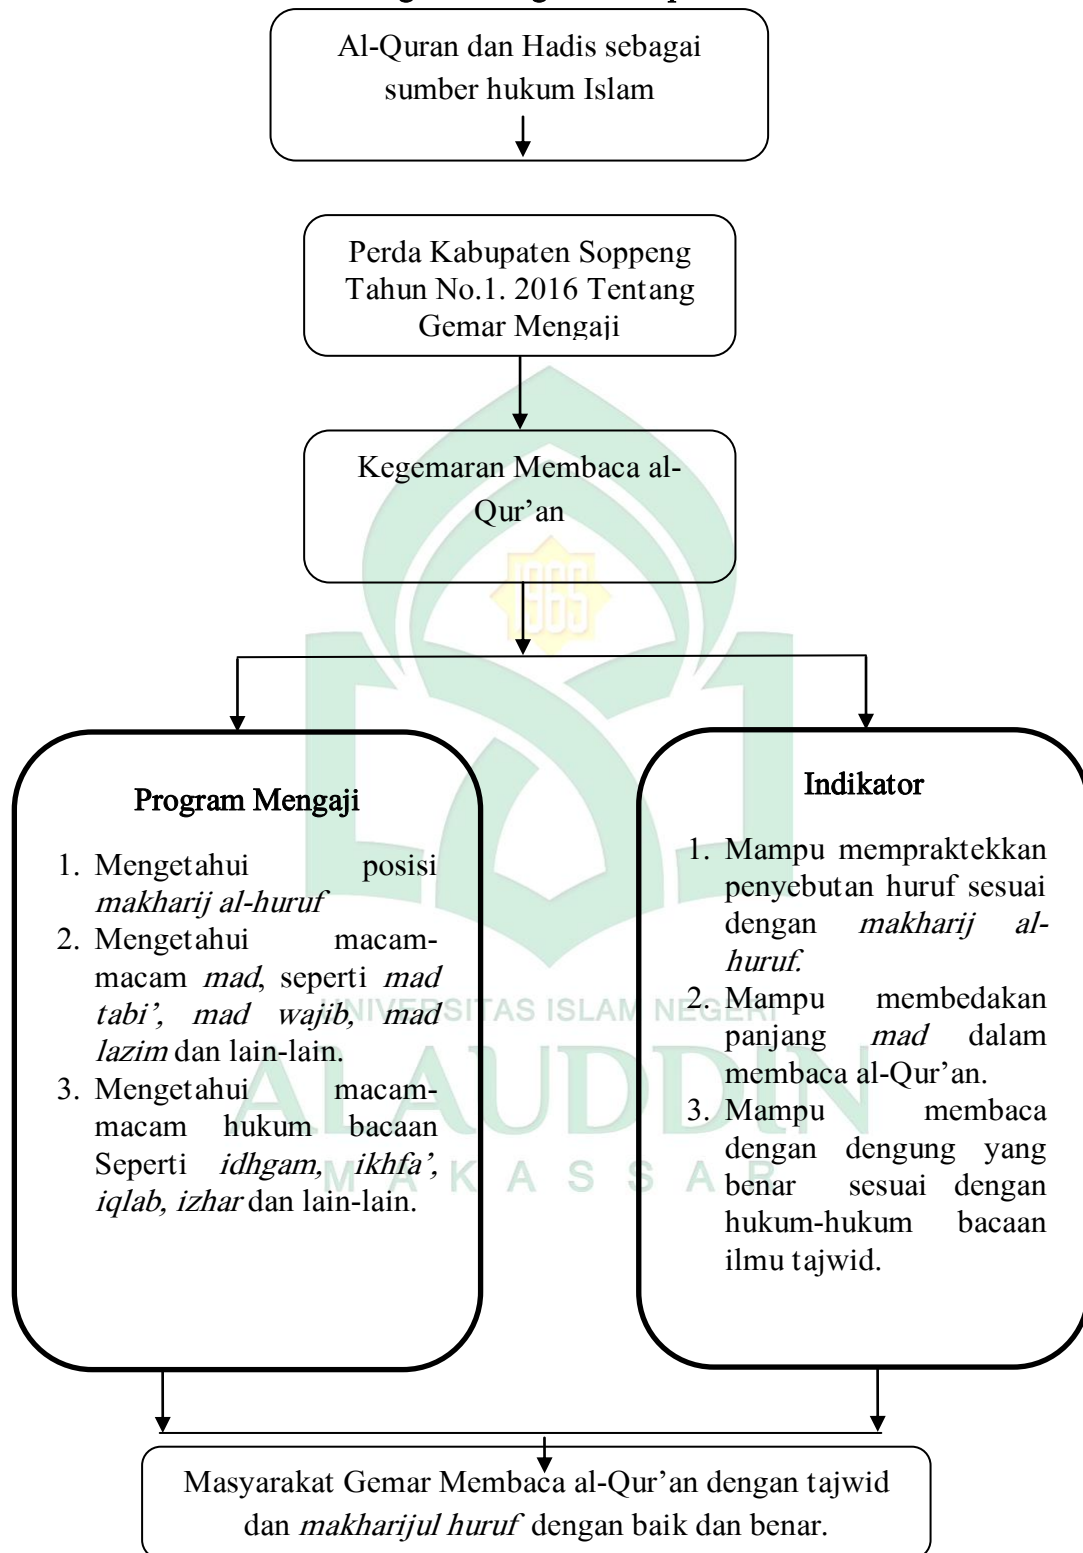 Al-Quran dan Hadis sebagai
sumber hukum Islam
Perda Kabupaten Soppeng
Tahun No.1. 2016 Tentang
Gemar Mengaji
Kegemaran Membaca al-
Qur’an
1965
Program Mengaji
1. Mengetahui posisi
makharij al-huruf
2. Mengetahui macam-
macam mad, seperti mad
tabi’, mad wajib, mad
lazim dan lain-lain.
3. Mengetahui macam-
macam hukum bacaan
Seperti idhgam, ikhfa’,
iqlab, izhar dan lain-lain.
Indikator
1. Mampu mempraktekkan
penyebutan huruf sesuai
dengan makharij al-
huruf.
2. Mampu membedakan
panjang mad dalam
membaca al-Qur’an.
3. Mampu membaca
dengan dengung yang
benar sesuai dengan
hukum-hukum bacaan
ilmu tajwid.
UNIVERSITAS ISLAM NEGERI
ALAUDDIN
MAKASSAR
Masyarakat Gemar Membaca al-Qur’an dengan tajwid
dan makharijul huruf dengan baik dan benar.